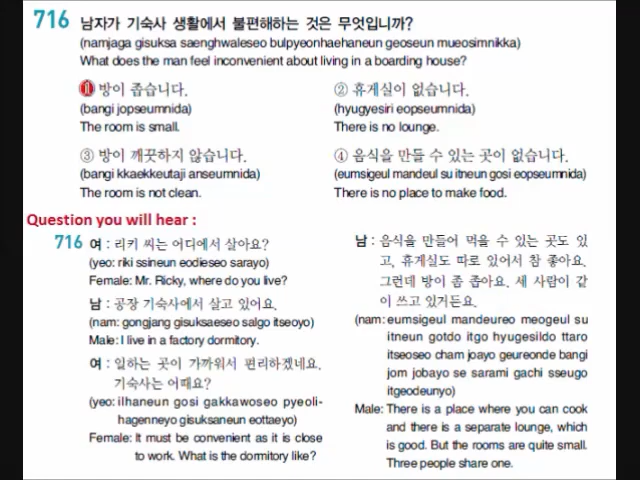 716 남자가 기숙사 생활에서 불편해하는 것은 무엇입니까?
(namjaga gisuksa saenghwaleseo bulpyeonhaehaneun geoseun mueosimnikka)
What does the man feel inconvenient about living in a boarding house?
① 방이 좁습니다.
(bangi jopseumnida)
The room is small.
② 휴게실이 없습니다.
(hyugyesiri eopseumnida)
There is no lounge.
③ 방이 깨끗하지 않습니다.
(bangi kkaekkeutaji anseumnida)
The room is not clean.
④ 음식을 만들 수 있는 곳이 없습니다.
(eumsigeul mandeul su itneun gosi eopseumnida)
There is no place to make food.
Question you will hear :
716 여 : 리키 씨는 어디에서 살아요?
(yeo: riki ssineun eodieseo sarayo)
Female: Mr. Ricky, where do you live?
남 : 공장 기숙사에서 살고 있어요.
(nam: gongjang gisuksaeseo salgo itseoyo)
Male: I live in a factory dormitory.
여 : 일하는 곳이 가까워서 편리하겠네요.
기숙사는 어때요?
(yeo: ilhaneun gosi gakkawoseo pyeoli-
hagenneyo gisuksaneun eottaeyo)
Female: It must be convenient as it is close
to work. What is the dormitory like?
남 : 음식을 만들어 먹을 수 있는 곳도 있
고, 휴게실도 따로 있어서 참 좋아요.
그런데 방이 좀 좁아요. 세 사람이 같
이 쓰고 있거든요.
(nam: eumsigeul mandeureo meogeul su
itneun gotdo itgo hyugesildo ttaro
itseoseo cham joayo geureonde bangi
jom jobayo se sarami gachi sseugo
itgeodeunyo)
Male: There is a place where you can cook
and there is a separate lounge, which
is good. But the rooms are quite small.
Three people share one.